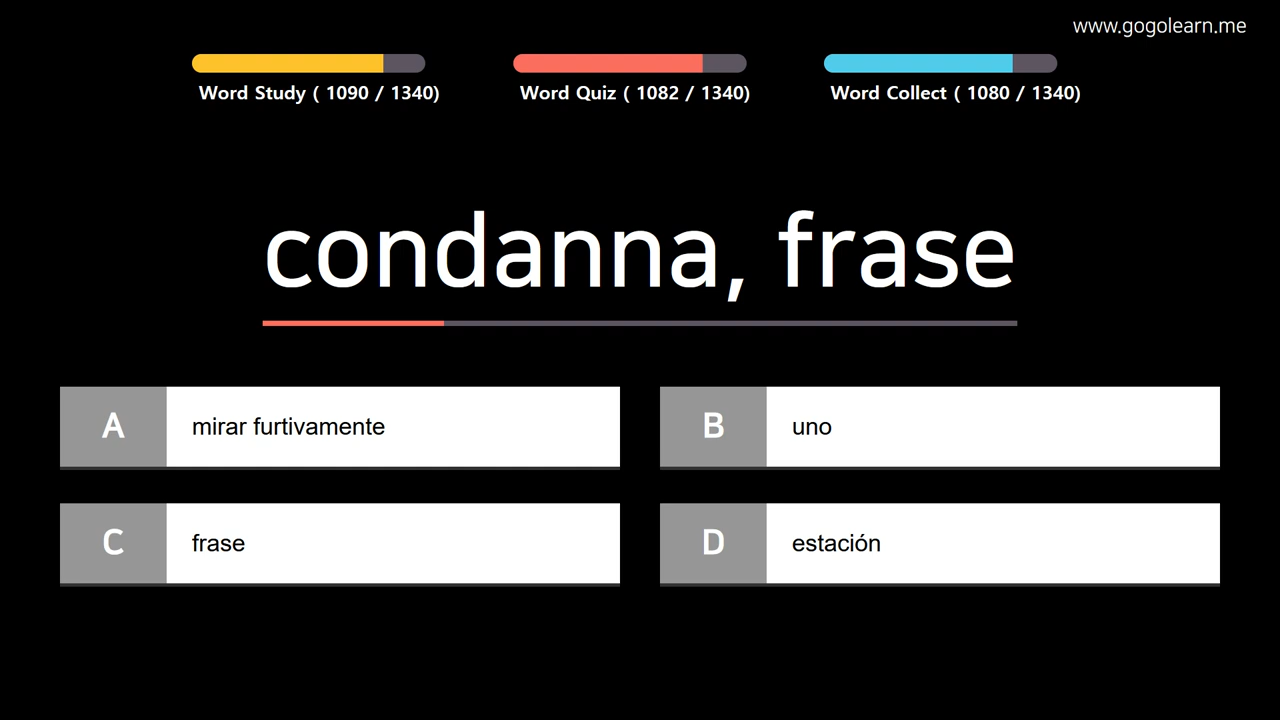 www.gogolearn.me
Word Study ( 1090 / 1340)
Word Quiz ( 1082 / 1340)
Word Collect ( 1080 / 1340)
condanna, frase
A mirar furtivamente
B uno
C frase
D estación